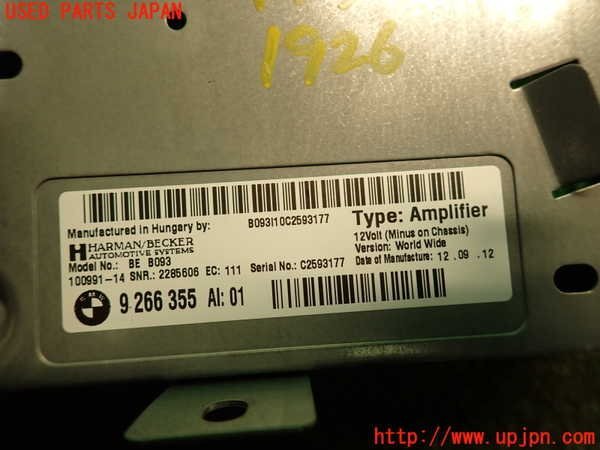 USED PARTS JAPAN
1926
Manufactured in Hungary by:
HARMAN/BECKER
AUTOMOTIVE SYSTEMS
Model No.: BE B093
100991-14 SNR.: 2285606 EC: 111
9 266 355 AI: 01
B093I10C2593177
Serial No.: C2593177
Type: Amplifier
12Volt (Minus on Chassis)
Version: World Wide
Date of Manufacture: 12 .09 .12
http://www.upjpn.com/